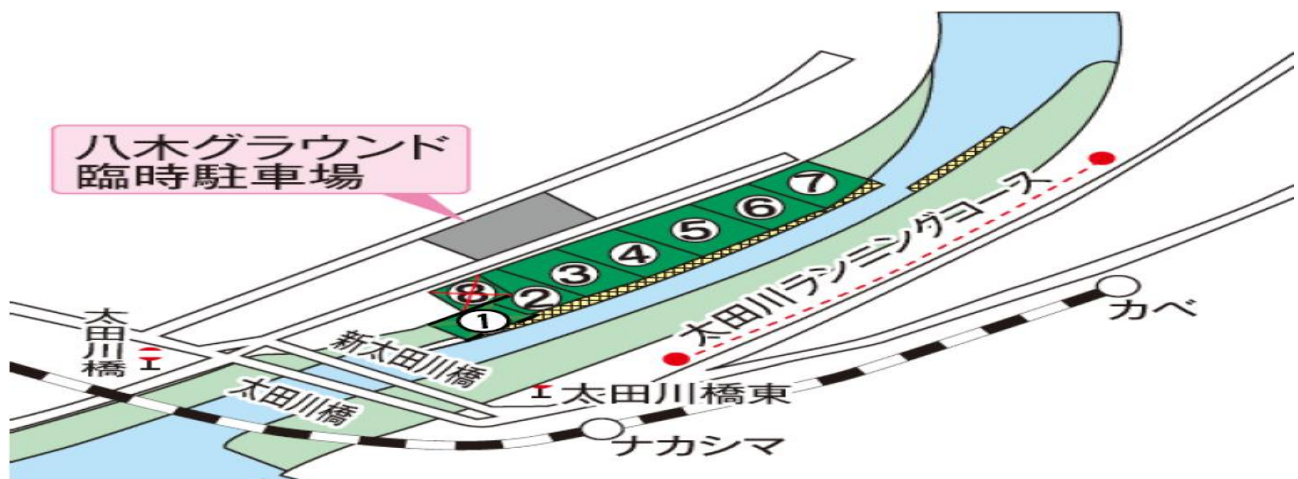 八木グラウンド
臨時駐車場
⑦
⑥
⑤
④
③
②
⑧
①
太田川ランニングコース
カベ
太田川橋
新太田川橋
太田川橋
太田川橋東
ナカシマ